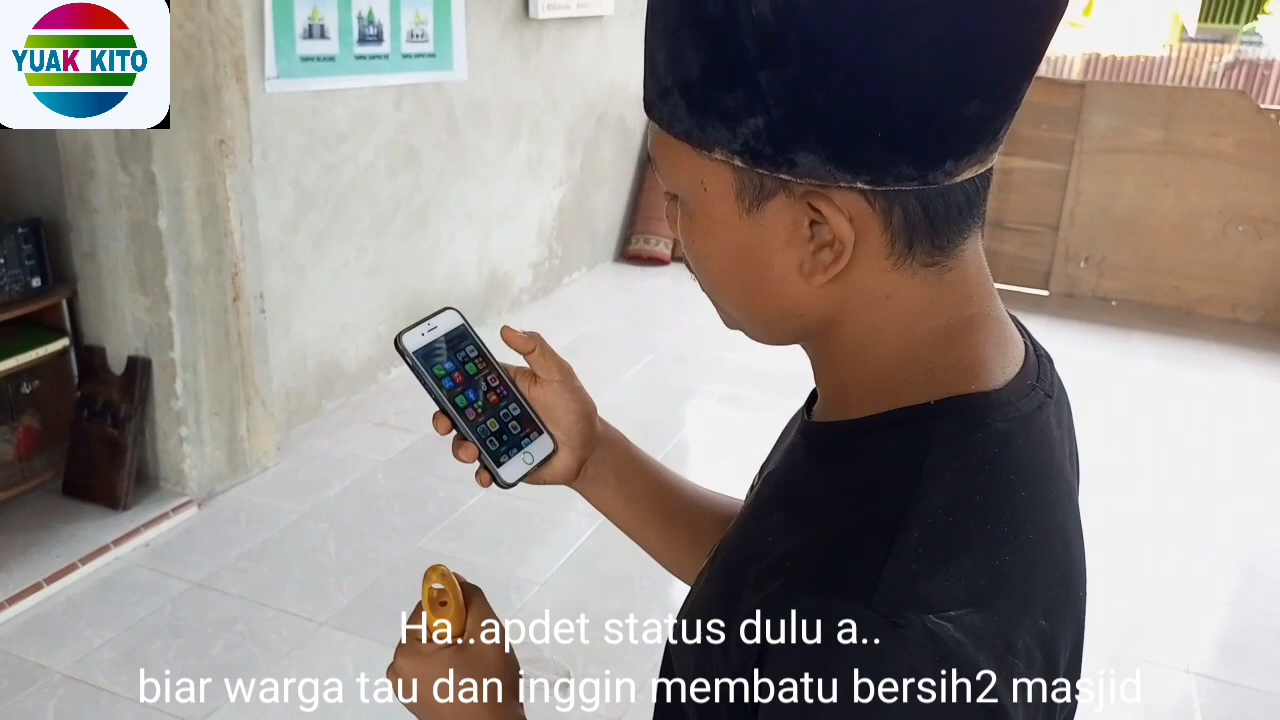 YUAK KITO
Ha..apdet status dulu a..
biar warga tau dan inggin membatu bersih2 masjid